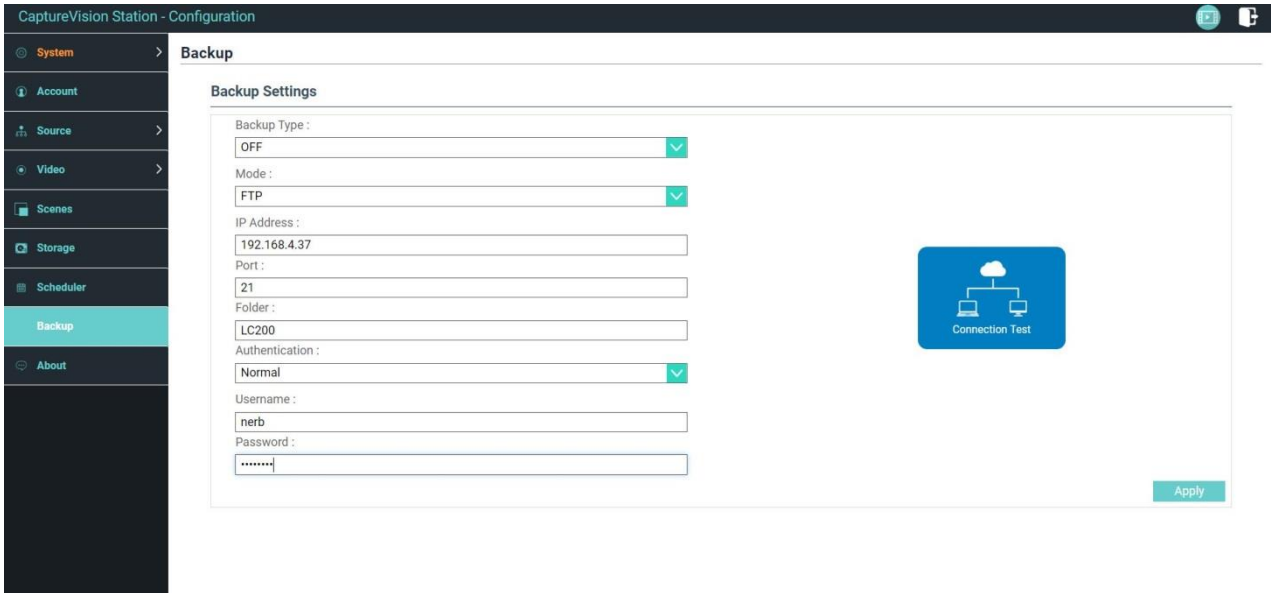 CaptureVision Station - Configuration
System
Account
Source
Video
Scenes
Storage
Scheduler
Backup
About
Backup
Backup Settings
Backup Type :
OFF
Mode :
FTP
IP Address :
192.168.4.37
Port :
21
Folder :
LC200
Authentication :
Normal
Username :
nerb
Password :
••••••••
Connection Test
Apply